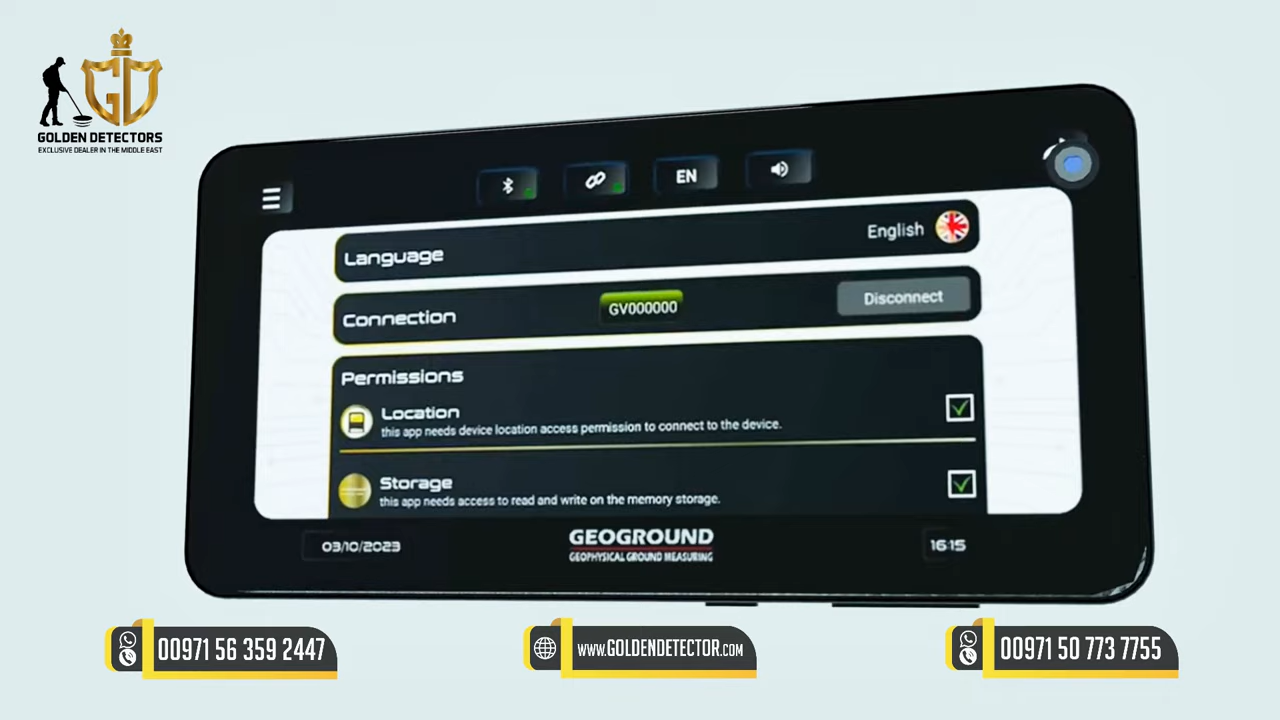 GOLDEN DETECTORS
EXCLUSIVE DEALER IN THE MIDDLE EAST
EN
Language
English
Connection
GV000000
Disconnect
Permissions
Location
this app needs device location access permission to connect to the device.
Storage
this app needs access to read and write on the memory storage.
03/10/2023
GEOGROUND
GEOPHYSICAL GROUND MEASURING
16:15
00971 56 359 2447
www.GOLDENDETECTOR.COM
00971 50 773 7755